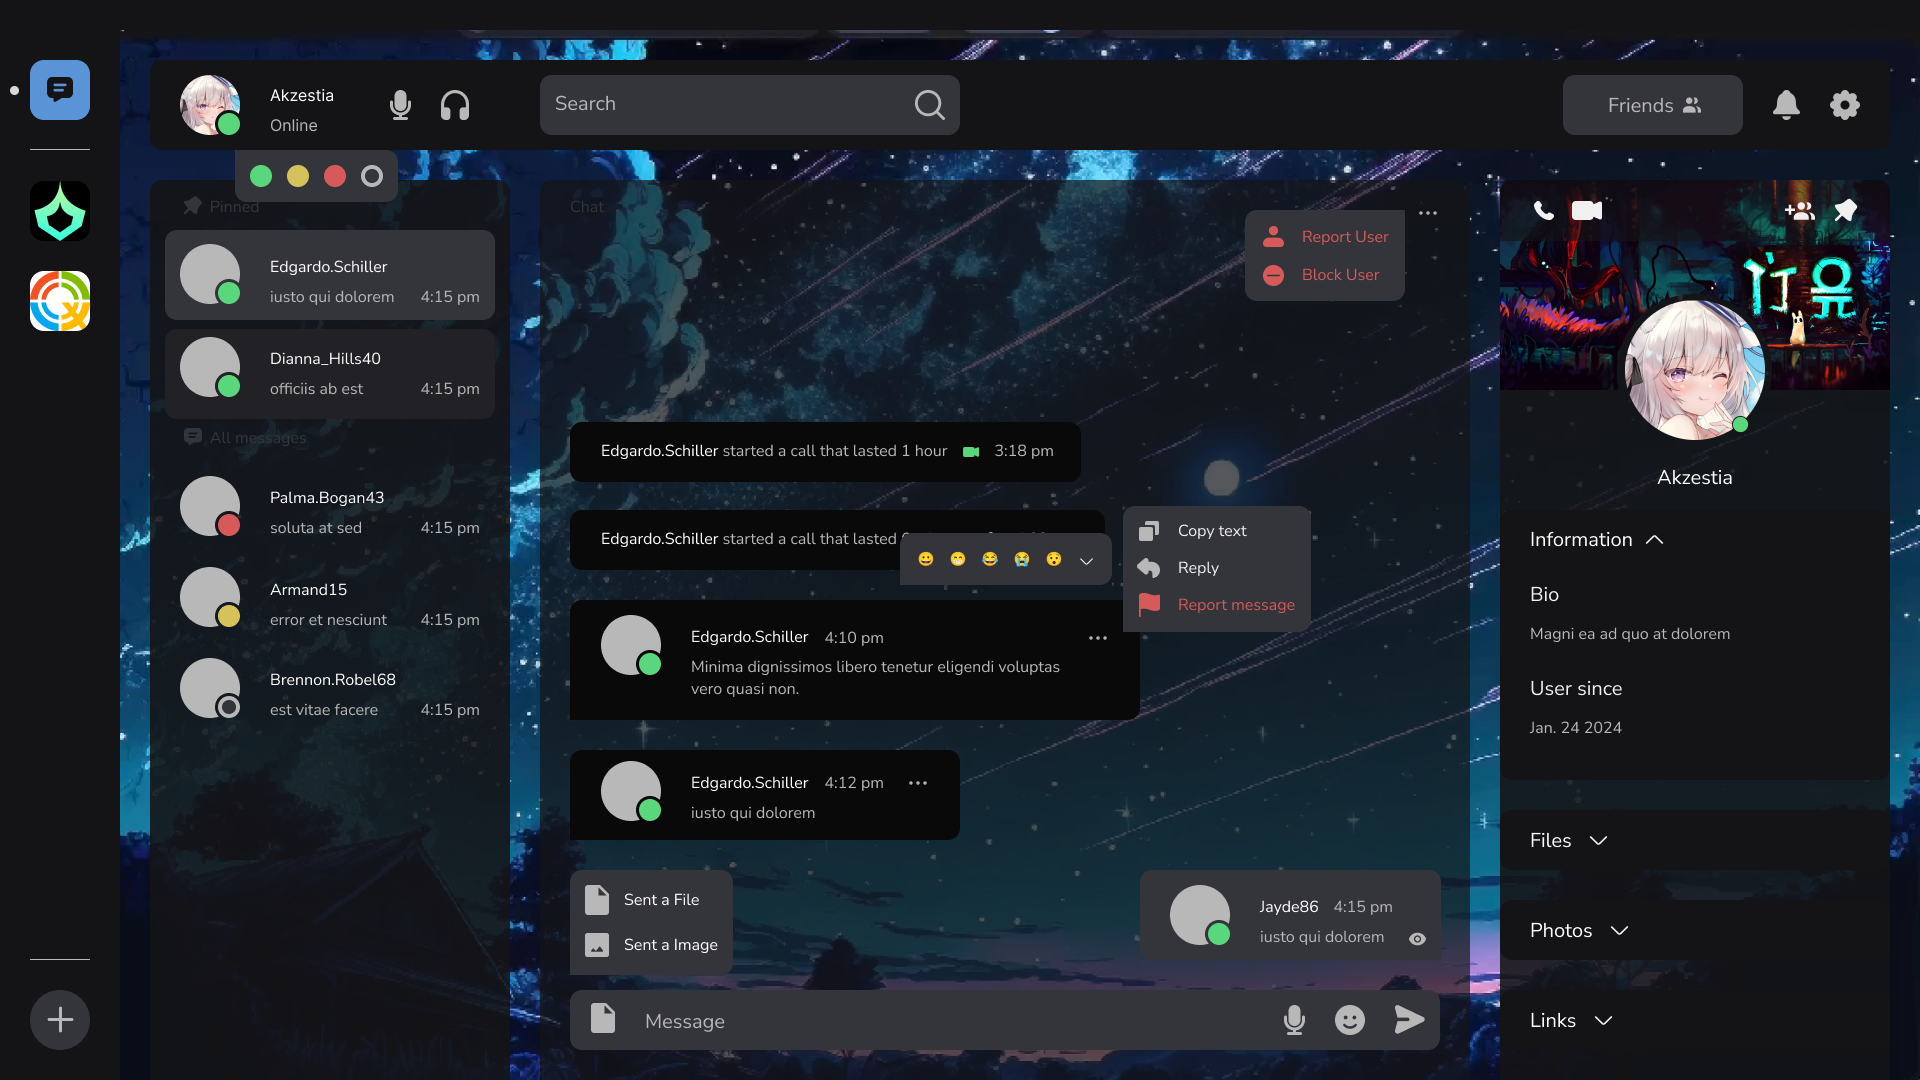 Akzestia
Online
Search
Friends
Pinned
Edgardo.Schiller
iusto qui dolorem 4:15 pm
Dianna_Hills40
officiis ab est 4:15 pm
All messages
Palma.Bogan43
soluta at sed 4:15 pm
Armand15
error et nesciunt 4:15 pm
Brennon.Robel68
est vitae facere 4:15 pm
Chat
Report User
Block User
Edgardo.Schiller started a call that lasted 1 hour 3:18 pm
Edgardo.Schiller started a call that lasted
Copy text
Reply
Report message
Edgardo.Schiller 4:10 pm
Minima dignissimos libero tenetur eligendi voluptas
vero quasi non.
Edgardo.Schiller 4:12 pm
iusto qui dolorem
Sent a File
Sent a Image
Jayde86 4:15 pm
iusto qui dolorem
Message
Akzestia
Information
Bio
Magni ea ad quo at dolorem
User since
Jan. 24 2024
Files
Photos
Links